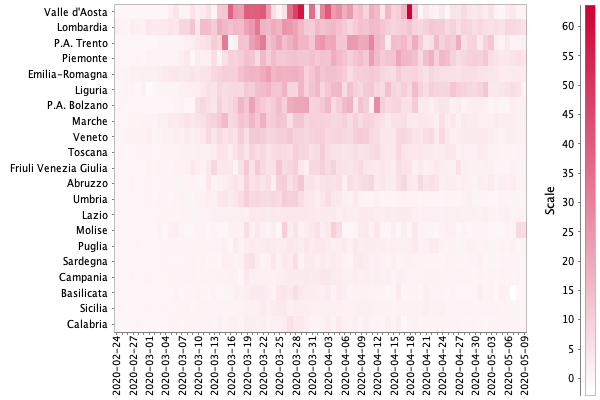 Valle d'Aosta
Lombardia
P.A. Trento
Piemonte
Emilia-Romagna
Liguria
P.A. Bolzano
Marche
Veneto
Toscana
Friuli Venezia Giulia
Abruzzo
Umbria
Lazio
Molise
Puglia
Sardegna
Campania
Basilicata
Sicilia
Calabria
2020-02-24
2020-02-27
2020-03-01
2020-03-04
2020-03-07
2020-03-10
2020-03-13
2020-03-16
2020-03-19
2020-03-22
2020-03-25
2020-03-28
2020-03-31
2020-04-03
2020-04-06
2020-04-09
2020-04-12
2020-04-15
2020-04-18
2020-04-21
2020-04-24
2020-04-27
2020-04-30
2020-05-03
2020-05-06
2020-05-09
Scale
60
55
50
45
40
35
30
25
20
15
10
5
0